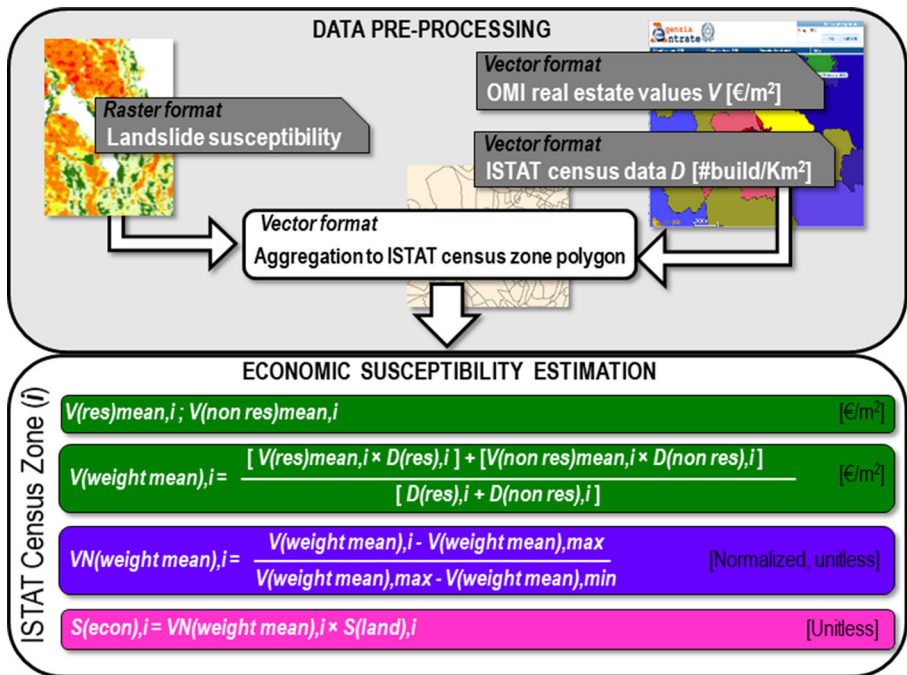 DATA PRE-PROCESSING
genzia
ntrate
Raster format
Landslide susceptibility
Vector format
OMI real estate values V [€/m²]
Vector format
ISTAT census data D [#build/Km²]
Vector format
Aggregation to ISTAT census zone polygon
ECONOMIC SUSCEPTIBILITY ESTIMATION
ISTAT Census Zone (i)
V(res)mean,i ; V(non res)mean,i [€/m²]
[ V(res)mean,i × D(res),i ] + [V(non res)mean,i × D(non res),i ]
V(weight mean),i = [€/m²]
[ D(res),i + D(non res),i ]
V(weight mean),i - V(weight mean),max
VN(weight mean),i = [Normalized, unitless]
V(weight mean),max - V(weight mean),min
S(econ),i = VN(weight mean),i × S(land),i [Unitless]